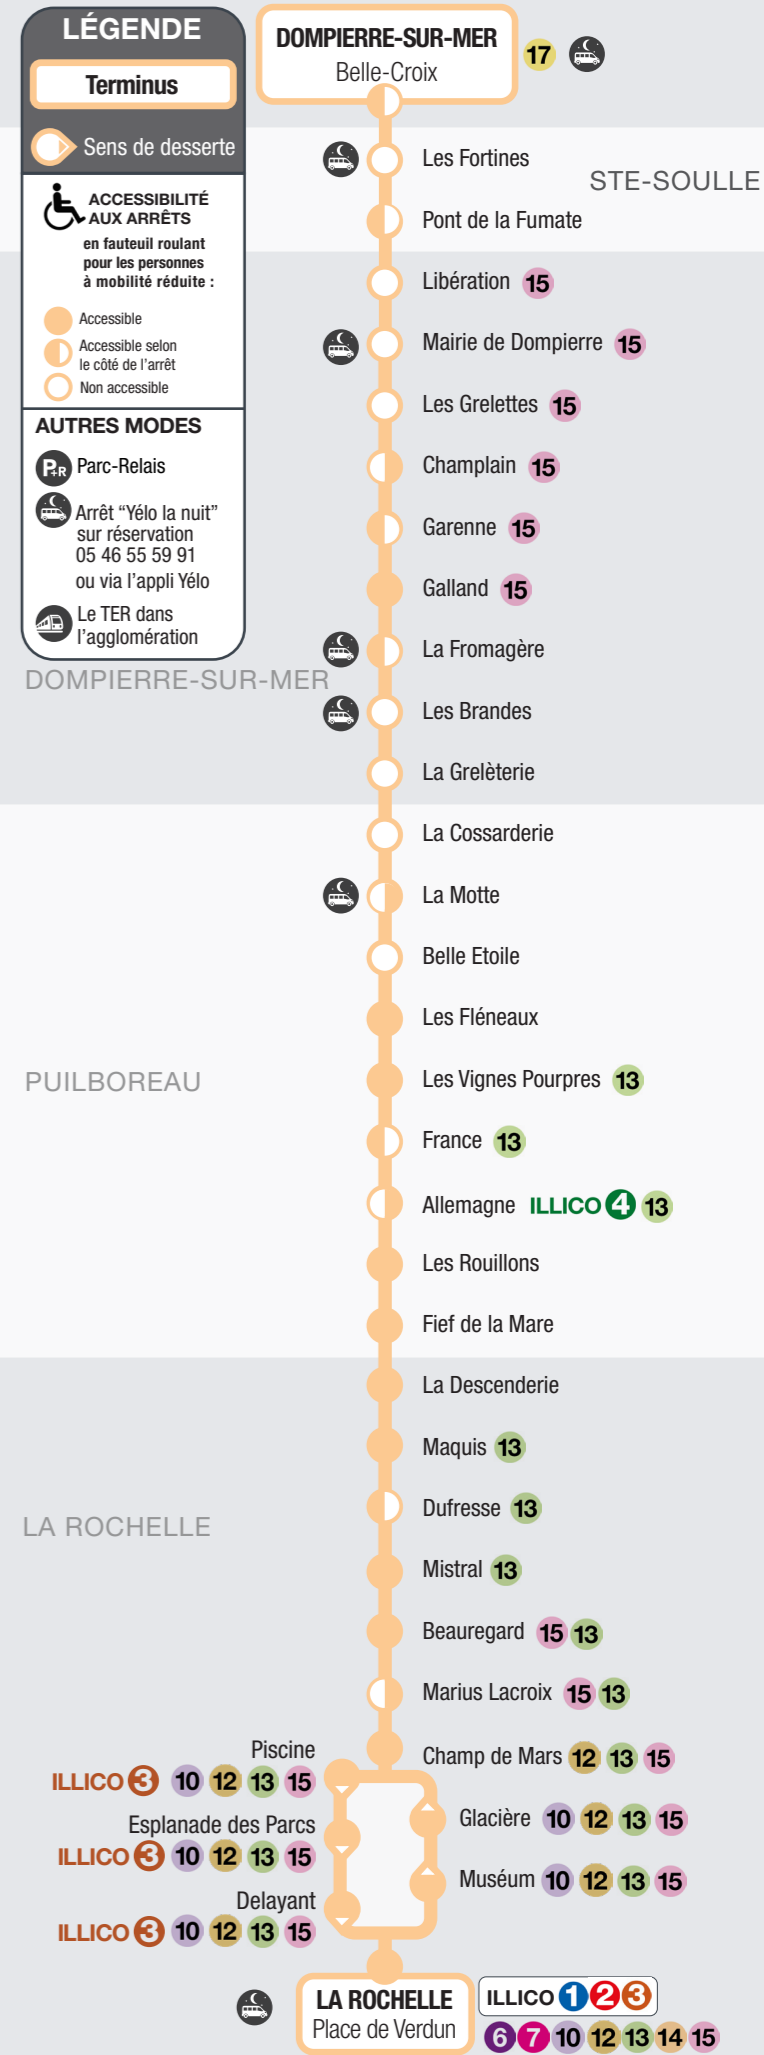 LÉGENDE
Terminus
Sens de desserte
ACCESSIBILITÉ
AUX ARRÊTS
en fauteuil roulant
pour les personnes
à mobilité réduite :
Accessible
Accessible selon
le côté de l'arrêt
Non accessible
AUTRES MODES
P+R Parc-Relais
Arrêt “Yélo la nuit”
sur réservation
05 46 55 59 91
ou via l'appli Yélo
Le TER dans
l'agglomération
DOMPIERRE-SUR-MER
Belle-Croix
17
Les Fortines
STE-SOULLE
Pont de la Fumate
Libération 15
Mairie de Dompierre 15
Les Grelettes 15
Champlain 15
Garenne 15
Galland 15
La Fromagère
DOMPIERRE-SUR-MER
Les Brandes
La Grelèterie
La Cossarderie
La Motte
Belle Etoile
Les Fléneaux
PUILBOREAU
Les Vignes Pourpres 13
France 13
Allemagne ILLICO 4 13
Les Rouillons
Fief de la Mare
La Descenderie
Maquis 13
LA ROCHELLE
Dufresse 13
Mistral 13
Beauregard 15 13
Marius Lacroix 15 13
Champ de Mars 12 13 15
Piscine
ILLICO 3 10 12 13 15
Esplanade des Parcs
ILLICO 3 10 12 13 15
Delayant
ILLICO 3 10 12 13 15
Glacière 10 12 13 15
Muséum 10 12 13 15
LA ROCHELLE
Place de Verdun
ILLICO 1 2 3
6 7 10 12 13 14 15